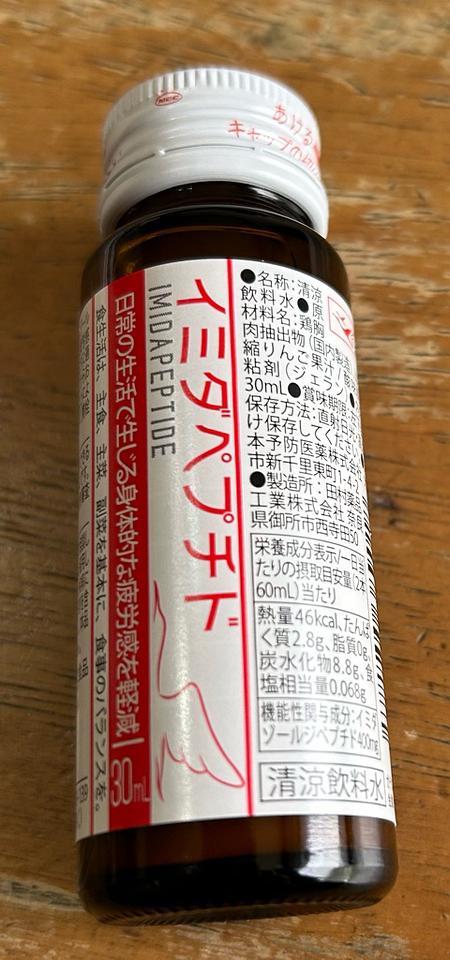 MCC
あける
キャップの
イミダペプチド
IMIDAPEPTIDE
日常の生活で生じる身体的な疲労感を軽減 30mL
食生活は、主食、主菜、副菜を基本に、食事のバランスを。
●名称:清涼
飲料水●原
材料名:鶏胸
肉抽出物(国内製造
縮りんご果汁/酸
粘剤(ジェラン
30mL●賞味期限
保存方法:直射日
け保存してくださ
本予防医薬株式会
市新千里東町1-4-
●製造所:田村薬
工業株式会社 奈良
県御所市西寺田50
栄養成分表示/一日当
たりの摂取目安量(2本
60mL)当たり
熱量46kcal、たんぱ
く質2.8g、脂質0g、
炭水化物8.8g、食
塩相当量0.068g
機能性関与成分:イミダ
ゾールジペプチド400mg
清涼飲料水